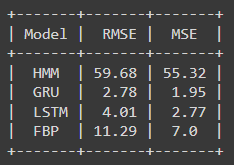 +-------+-------+-------+
| Model |  RMSE |  MSE  |
+-------+-------+-------+
|  HMM  | 59.68 | 55.32 |
|  GRU  |  2.78 |  1.95 |
|  LSTM |  4.01 |  2.77 |
|  FBP  | 11.29 |  7.0  |
+-------+-------+-------+